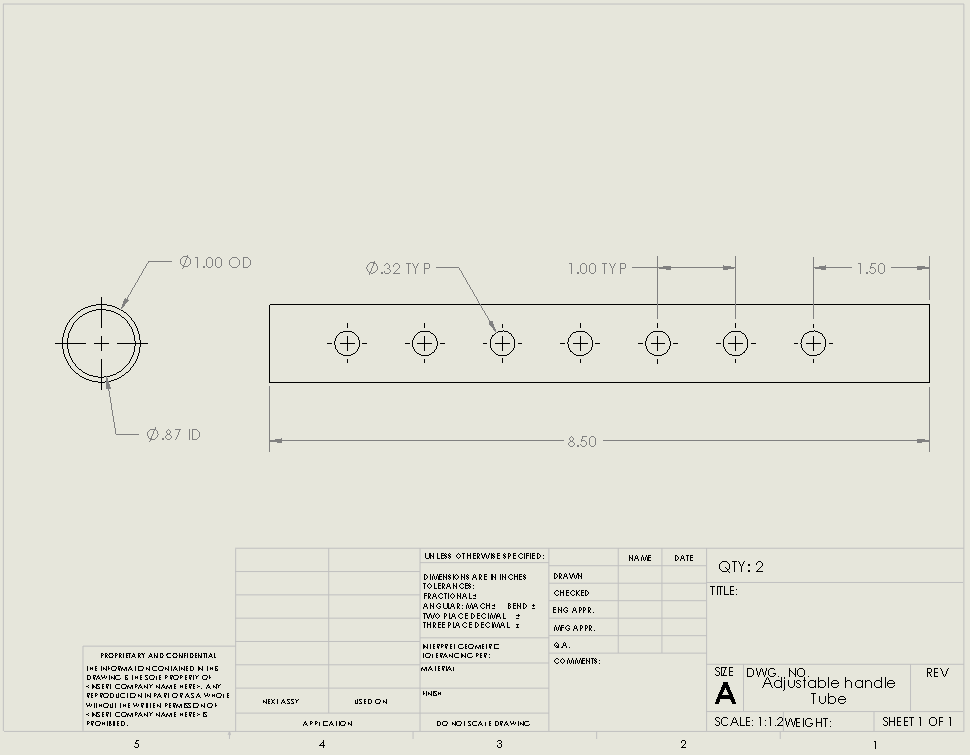 Ø1.00 OD
Ø.32 TYP
1.00 TYP
1.50
Ø.87 ID
8.50
UNLESS OTHERWISE SPECIFIED:
DIMENSIONS ARE IN INCHES
TOLERANCES:
FRACTIONAL±
ANGULAR: MACH± BEND ±
TWO PLACE DECIMAL ±
THREE PLACE DECIMAL ±
INTERPRET GEOMETRIC
TOLERANCING PER:
MATERIAL
FINISH
DO NOT SCALE DRAWING
NAME DATE
DRAWN
CHECKED
ENG APPR.
MFG APPR.
Q.A.
COMMENTS:
QTY: 2
TITLE:
SIZE DWG. NO. REV
A Adjustable handle
Tube
SCALE: 1:1.2 WEIGHT: SHEET 1 OF 1
PROPRIETARY AND CONFIDENTIAL
THE INFORMATION CONTAINED IN THIS
DRAWING IS THE SOLE PROPERTY OF
<INSERT COMPANY NAME HERE>. ANY
REPRODUCTION IN PART OR AS A WHOLE
WITHOUT THE WRITTEN PERMISSION OF
<INSERT COMPANY NAME HERE> IS
PROHIBITED.
NEXT ASSY USED ON
APPLICATION
5 4 3 2 1